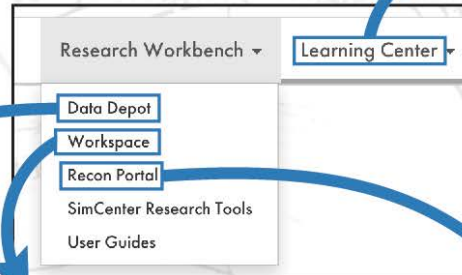 Research Workbench Learning Center
Data Depot
Workspace
Recon Portal
SimCenter Research Tools
User Guides